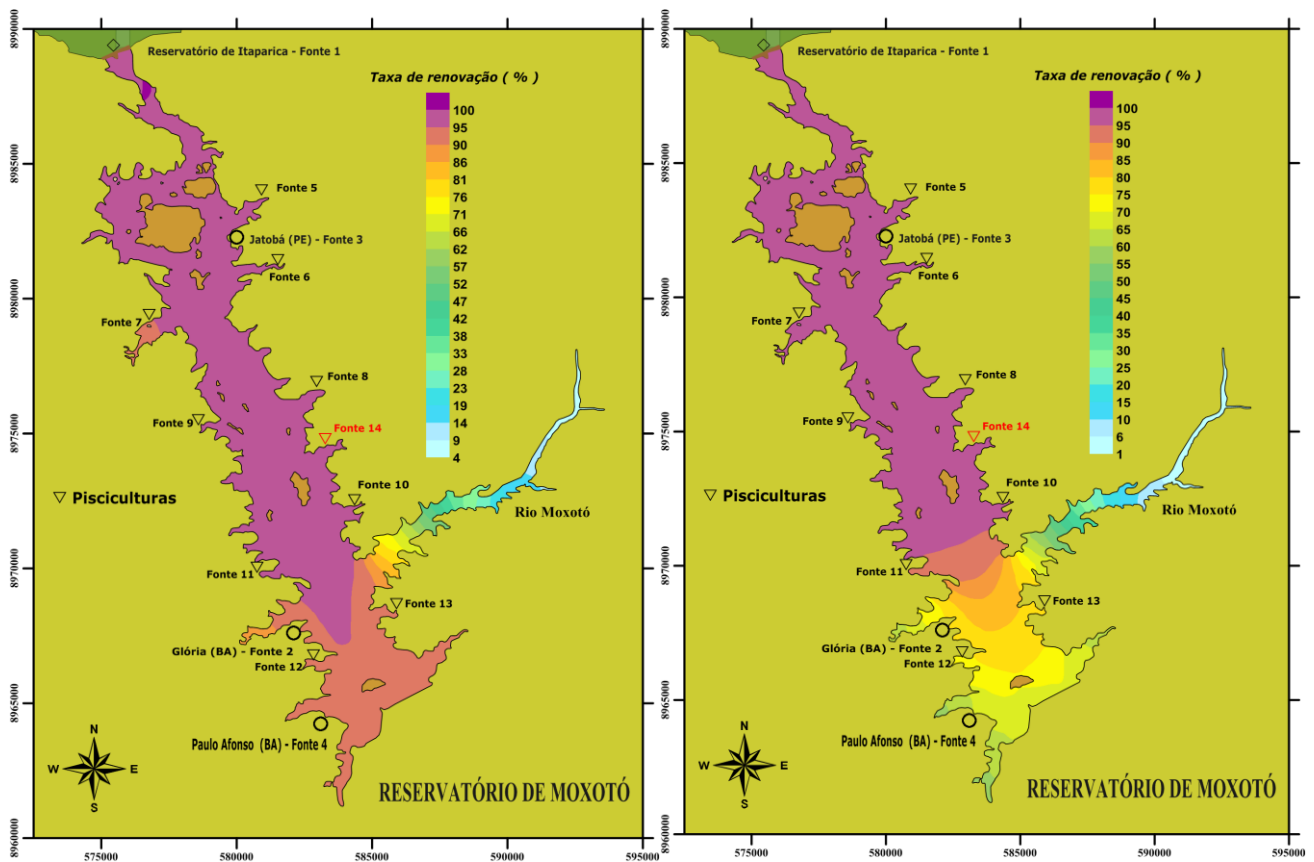 Reservatório de Itaparica - Fonte 1
Taxa de renovação ( % )
100
95
90
86
81
76
71
66
62
57
52
47
42
38
33
28
23
19
14
9
4
Fonte 5
Jatobá (PE) - Fonte 3
Fonte 6
Fonte 7
Fonte 8
Fonte 9
Fonte 14
Pisciculturas
Fonte 10
Rio Moxotó
Fonte 11
Fonte 13
Glória (BA) - Fonte 2
Fonte 12
Paulo Afonso (BA) - Fonte 4
N
W E
S
RESERVATÓRIO DE MOXOTÓ
8990000
8985000
8980000
8975000
8970000
8965000
8960000
575000 580000 585000 590000 595000
Reservatório de Itaparica - Fonte 1
Taxa de renovação ( % )
100
95
90
85
80
75
70
65
60
55
50
45
40
35
30
25
20
15
10
6
1
Fonte 5
Jatobá (PE) - Fonte 3
Fonte 6
Fonte 7
Fonte 8
Fonte 9
Fonte 14
Pisciculturas
Fonte 10
Rio Moxotó
Fonte 11
Fonte 13
Glória (BA) - Fonte 2
Fonte 12
Paulo Afonso (BA) - Fonte 4
N
W E
S
RESERVATÓRIO DE MOXOTÓ
8990000
8985000
8980000
8975000
8970000
8965000
8960000
575000 580000 585000 590000 595000